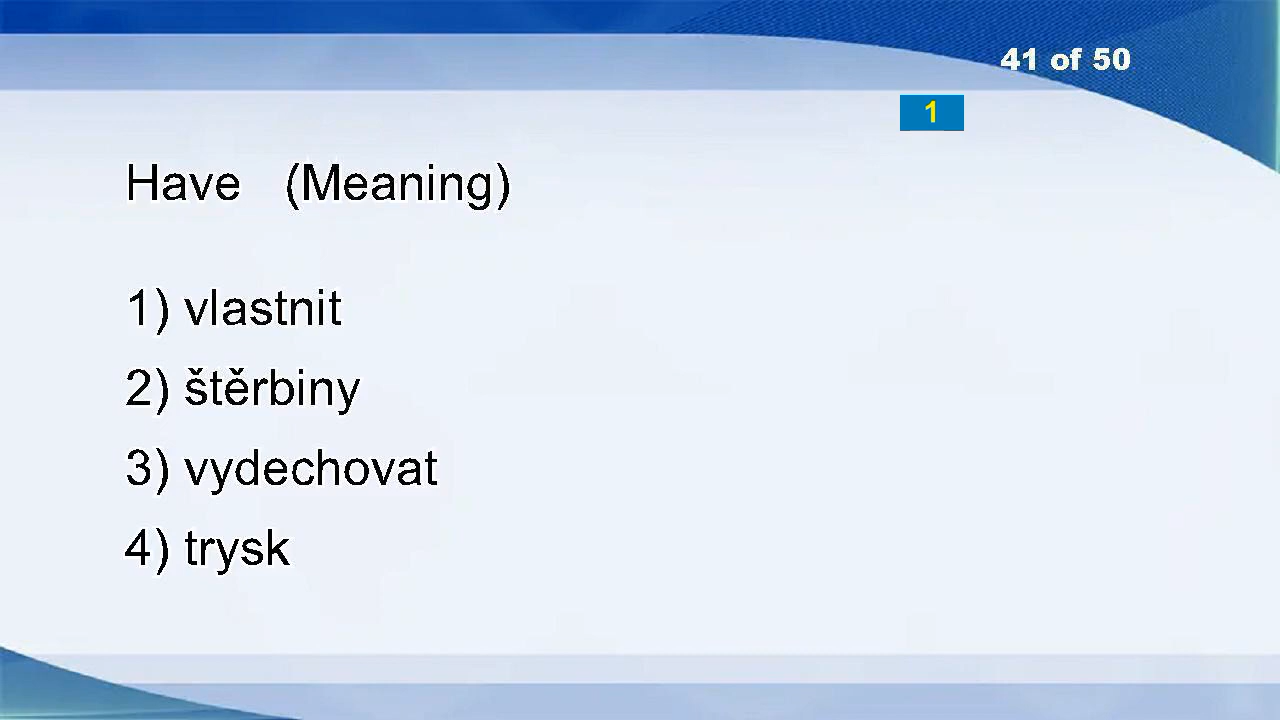 41 of 50
1
Have (Meaning)
1) vlastnit
2) štěrbiny
3) vydechovat
4) trysk